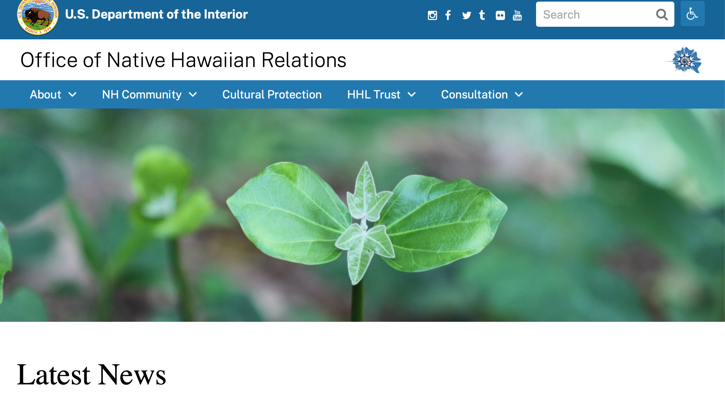 U.S. Department of the Interior
Search
Office of Native Hawaiian Relations
About
NH Community
Cultural Protection
HHL Trust
Consultation
Latest News